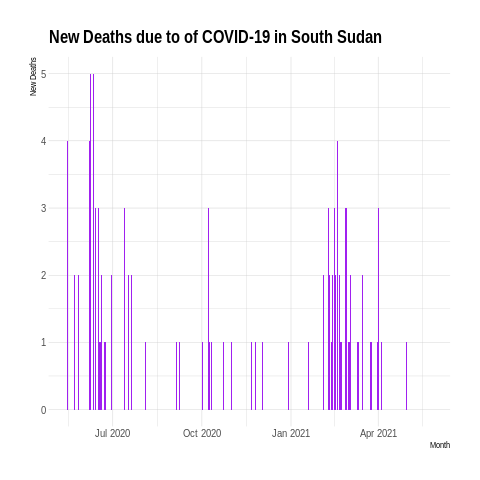 New Deaths due to of COVID-19 in South Sudan
New Deaths
5
4
3
2
1
0
Jul 2020 Oct 2020 Jan 2021 Apr 2021
Month